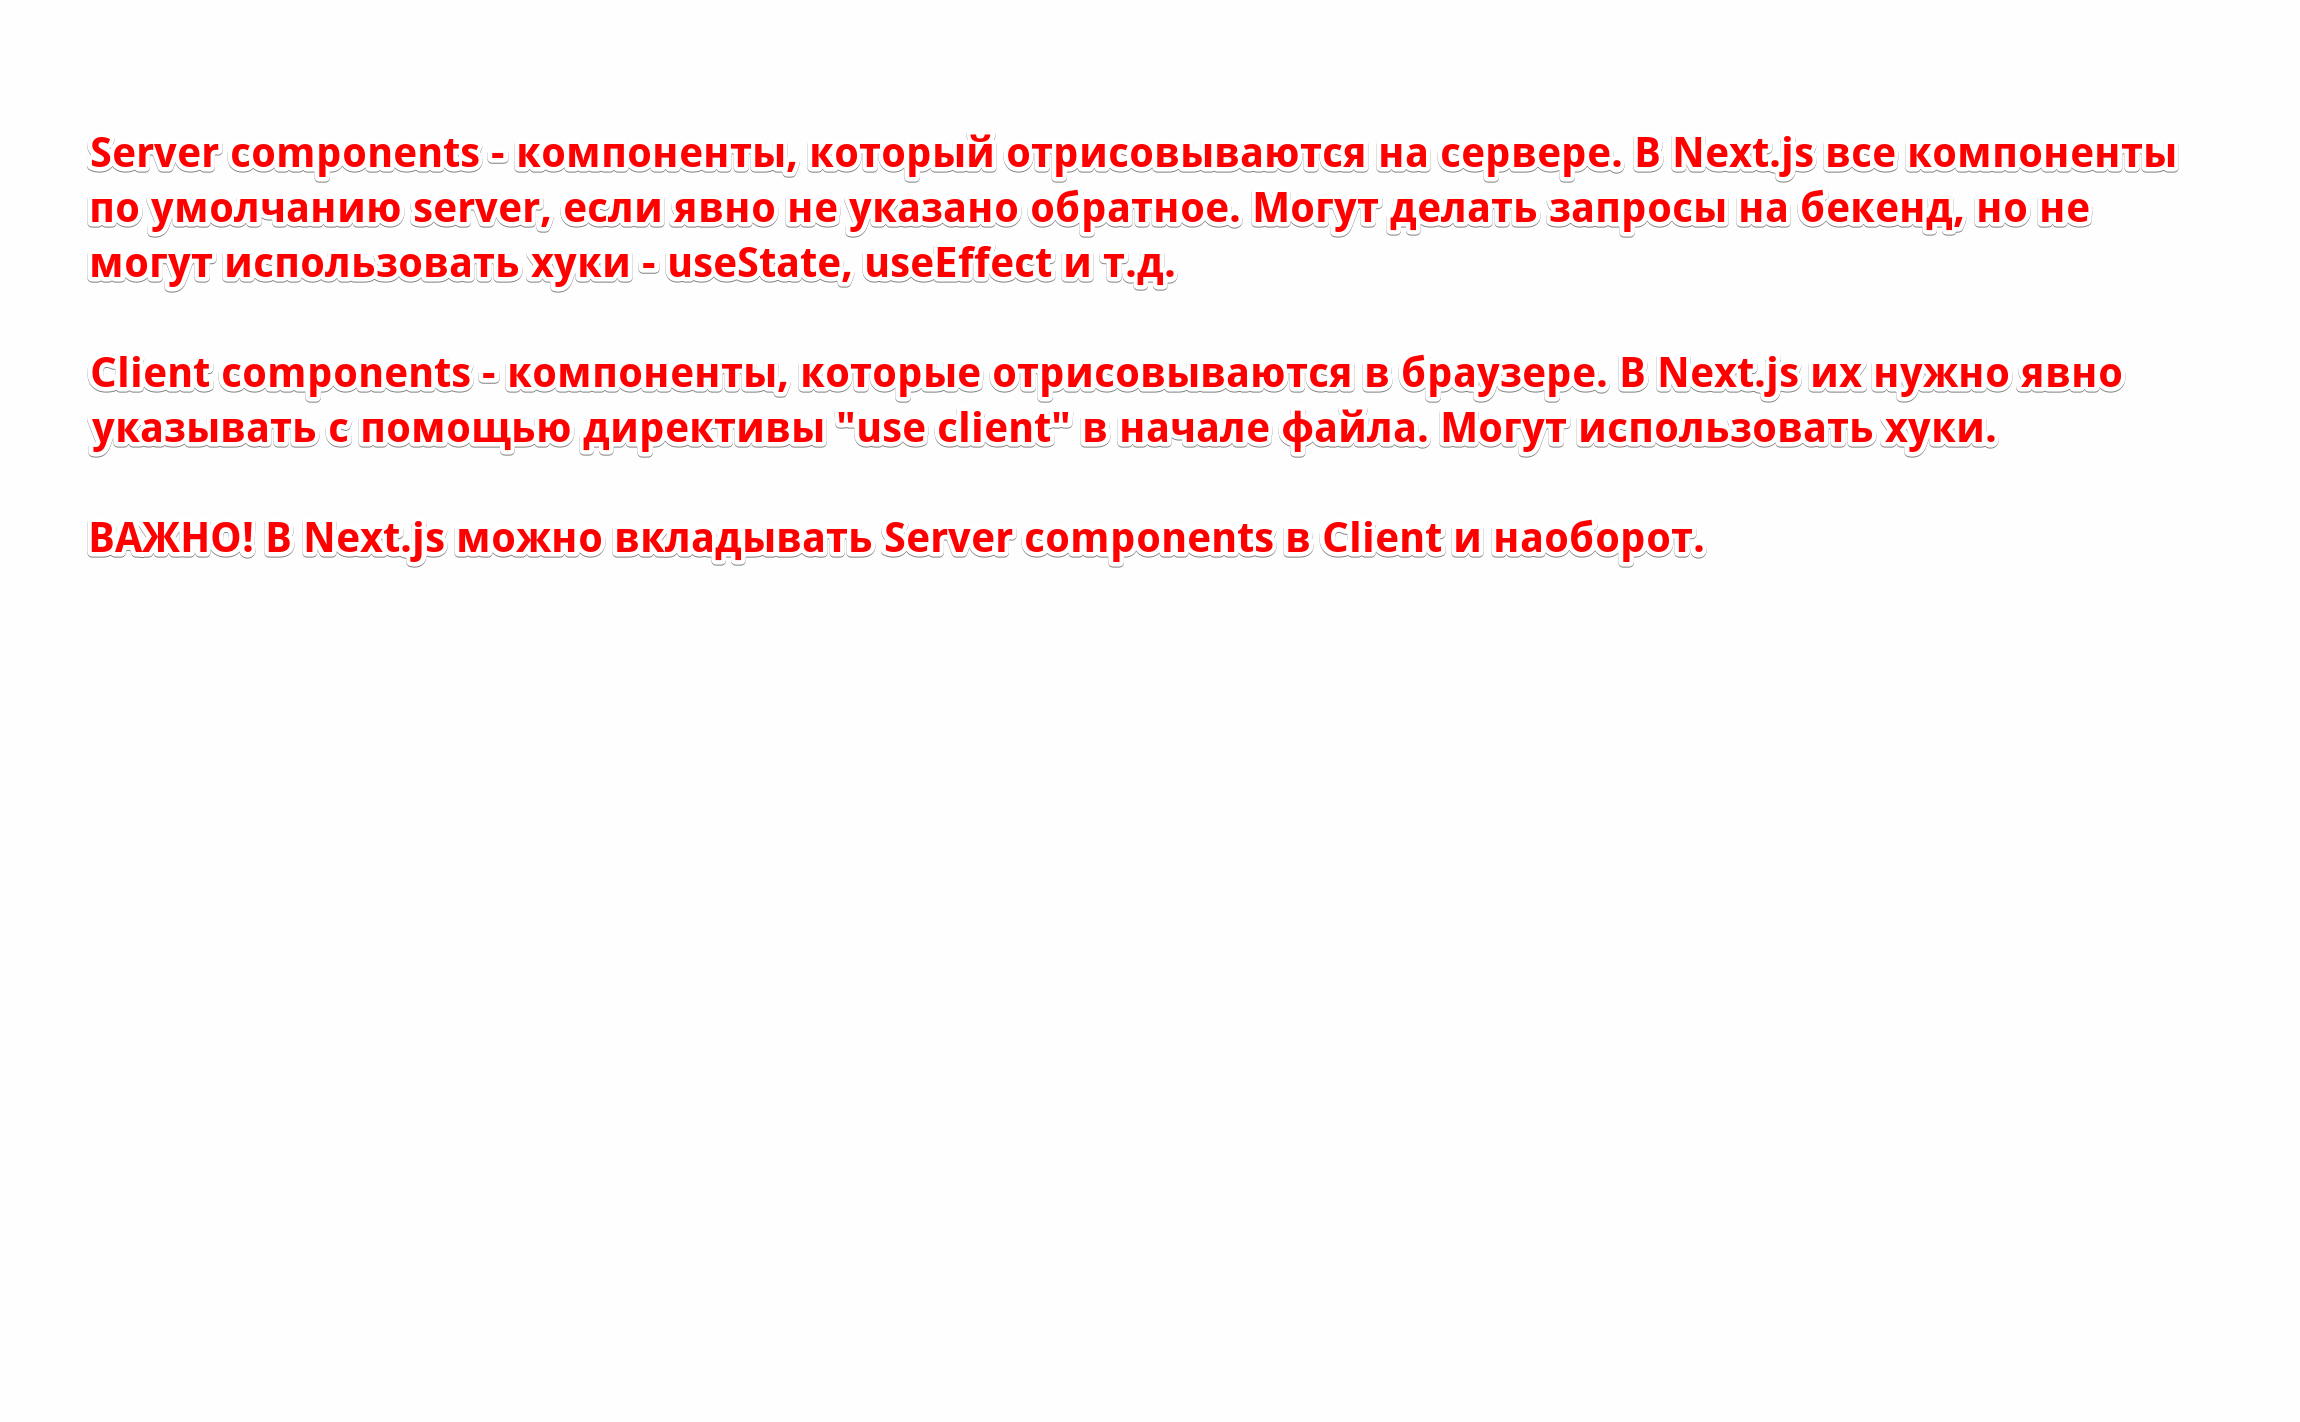 Server components - компоненты, который отрисовываются на сервере. В Next.js все компоненты
по умолчанию server, если явно не указано обратное. Могут делать запросы на бекенд, но не
могут использовать хуки - useState, useEffect и т.д.
Client components - компоненты, которые отрисовываются в браузере. В Next.js их нужно явно
указывать с помощью директивы "use client" в начале файла. Могут использовать хуки.
ВАЖНО! В Next.js можно вкладывать Server components в Client и наоборот.